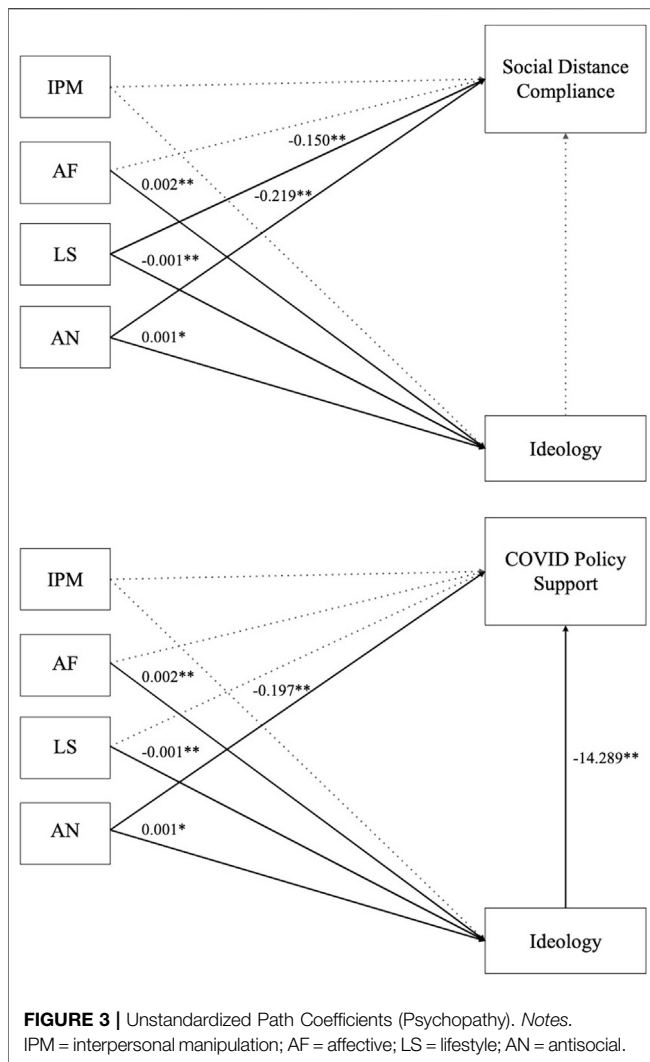 IPM
Social Distance
Compliance
AF
-0.150**
0.002**
-0.219**
LS
-0.001**
AN
0.001*
Ideology
IPM
COVID Policy
Support
AF
0.002**
-0.197**
LS
-0.001**
-14.289**
AN
0.001*
Ideology
FIGURE 3 | Unstandardized Path Coefficients (Psychopathy). Notes.
IPM = interpersonal manipulation; AF = affective; LS = lifestyle; AN = antisocial.